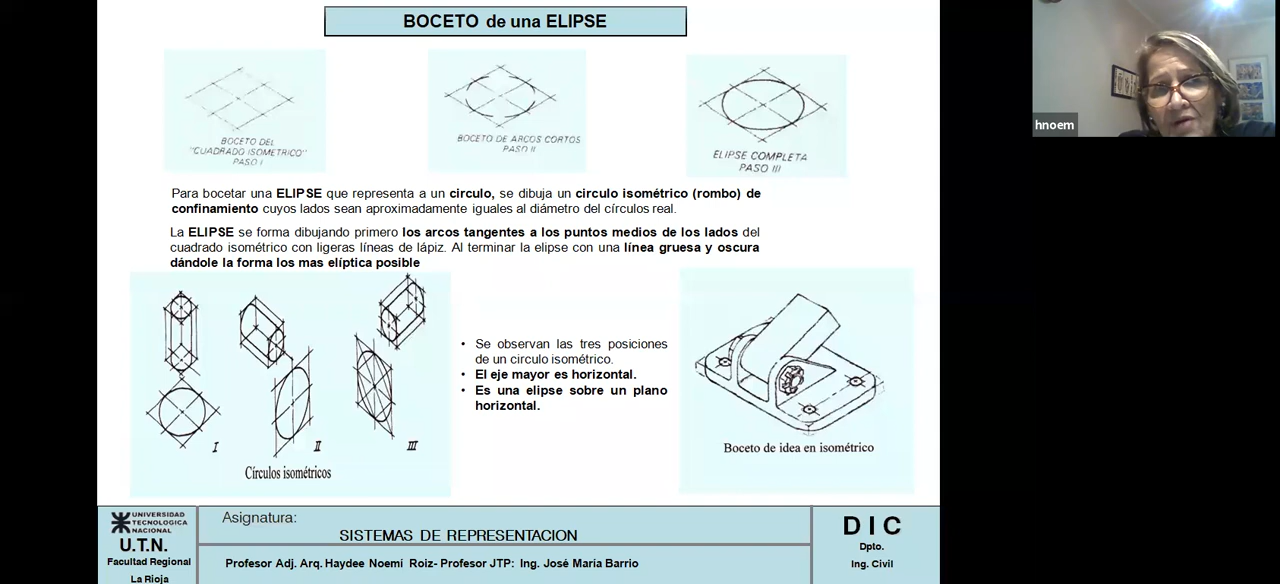 BOCETO de una ELIPSE
hnoem
BOCETO DEL
"CUADRADO ISOMETRICO"
PASO I
BOCETO DE ARCOS CORTOS
PASO II
ELIPSE COMPLETA
PASO III
Para bocetar una ELIPSE que representa a un circulo, se dibuja un circulo isométrico (rombo) de
confinamiento cuyos lados sean aproximadamente iguales al diámetro del círculos real.
La ELIPSE se forma dibujando primero los arcos tangentes a los puntos medios de los lados del
cuadrado isométrico con ligeras líneas de lápiz. Al terminar la elipse con una línea gruesa y oscura
dándole la forma los mas elíptica posible
I
II
III
Círculos isométricos
• Se observan las tres posiciones
de un circulo isométrico.
• El eje mayor es horizontal.
• Es una elipse sobre un plano
horizontal.
Boceto de idea en isométrico
UNIVERSIDAD
TECNOLOGICA
NACIONAL
U.T.N.
Facultad Regional
La Rioja
Asignatura:
SISTEMAS DE REPRESENTACION
Profesor Adj. Arq. Haydee Noemí Roiz- Profesor JTP: Ing. José María Barrio
D I C
Dpto.
Ing. Civil